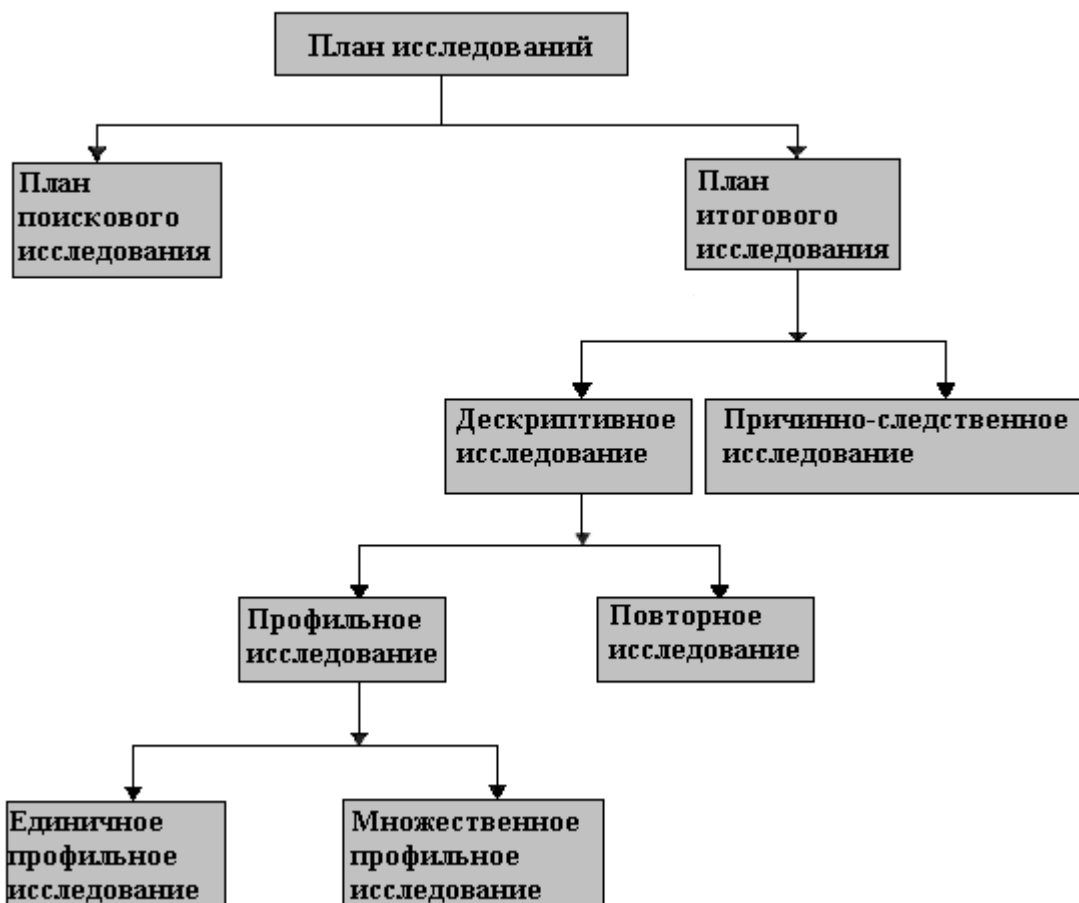 План исследований
План
поискового
исследования
План
итогового
исследования
Дескриптивное
исследование
Причинно-следственное
исследование
Профильное
исследование
Повторное
исследование
Единичное
профильное
исследование
Множественное
профильное
исследование